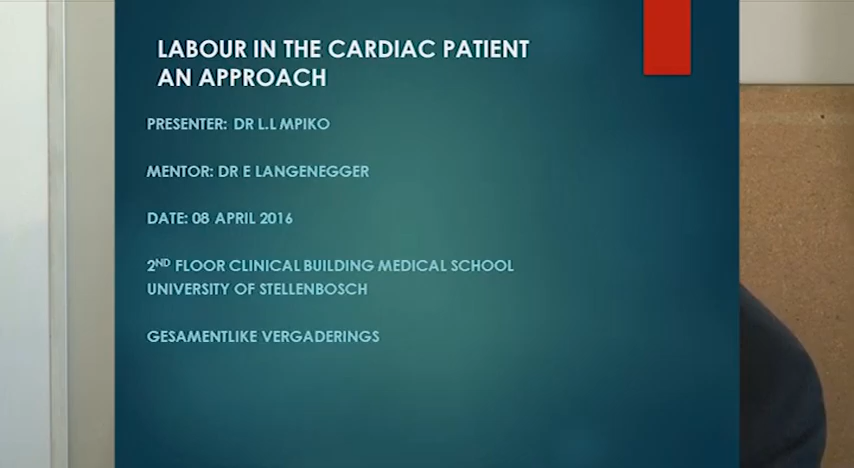 LABOUR IN THE CARDIAC PATIENT
AN APPROACH
PRESENTER: DR L.L MPIKO
MENTOR: DR E LANGENEGGER
DATE: 08 APRIL 2016
2ND FLOOR CLINICAL BUILDING MEDICAL SCHOOL
UNIVERSITY OF STELLENBOSCH
GESAMENTLIKE VERGADERINGS